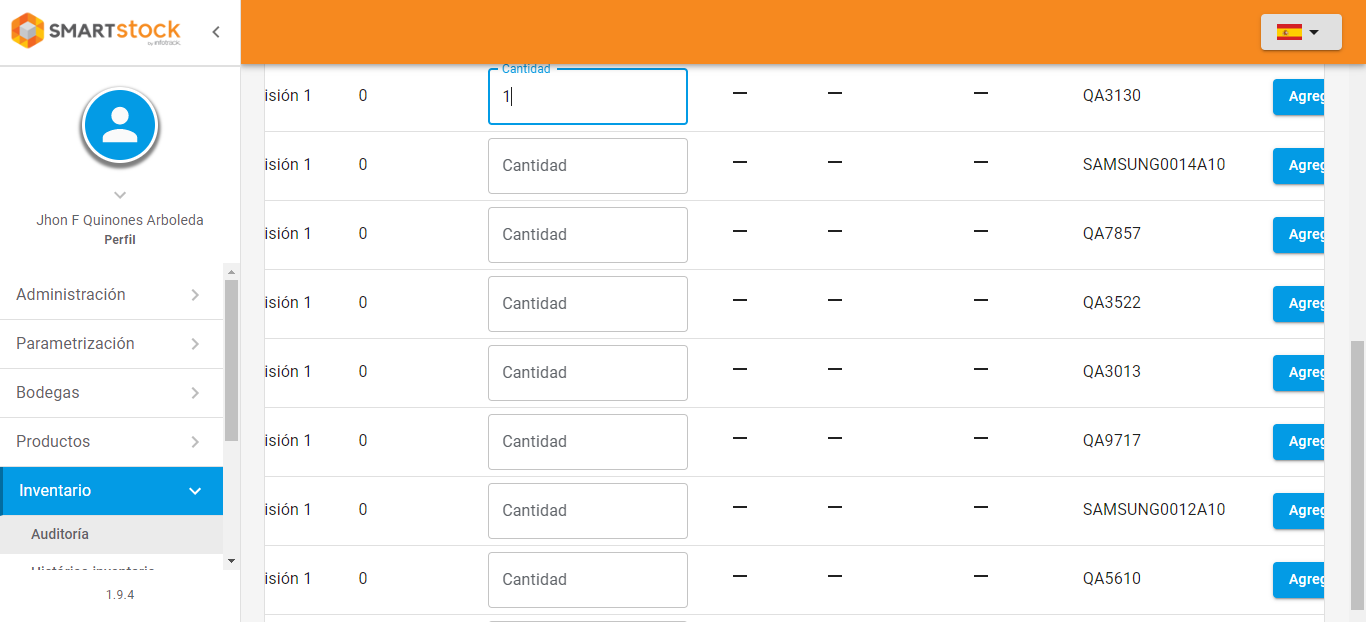 SMARTSTOCK
by infotrack.
Jhon F Quinones Arboleda
Perfil
Administración
Parametrización
Bodegas
Productos
Inventario
Auditoría
Histórico inventario
1.9.4
Cantidad
isión 1 0 1 — — — QA3130 Agreg
isión 1 0 Cantidad — — — SAMSUNG0014A10 Agreg
isión 1 0 Cantidad — — — QA7857 Agreg
isión 1 0 Cantidad — — — QA3522 Agreg
isión 1 0 Cantidad — — — QA3013 Agreg
isión 1 0 Cantidad — — — QA9717 Agreg
isión 1 0 Cantidad — — — SAMSUNG0012A10 Agreg
isión 1 0 Cantidad — — — QA5610 Agreg